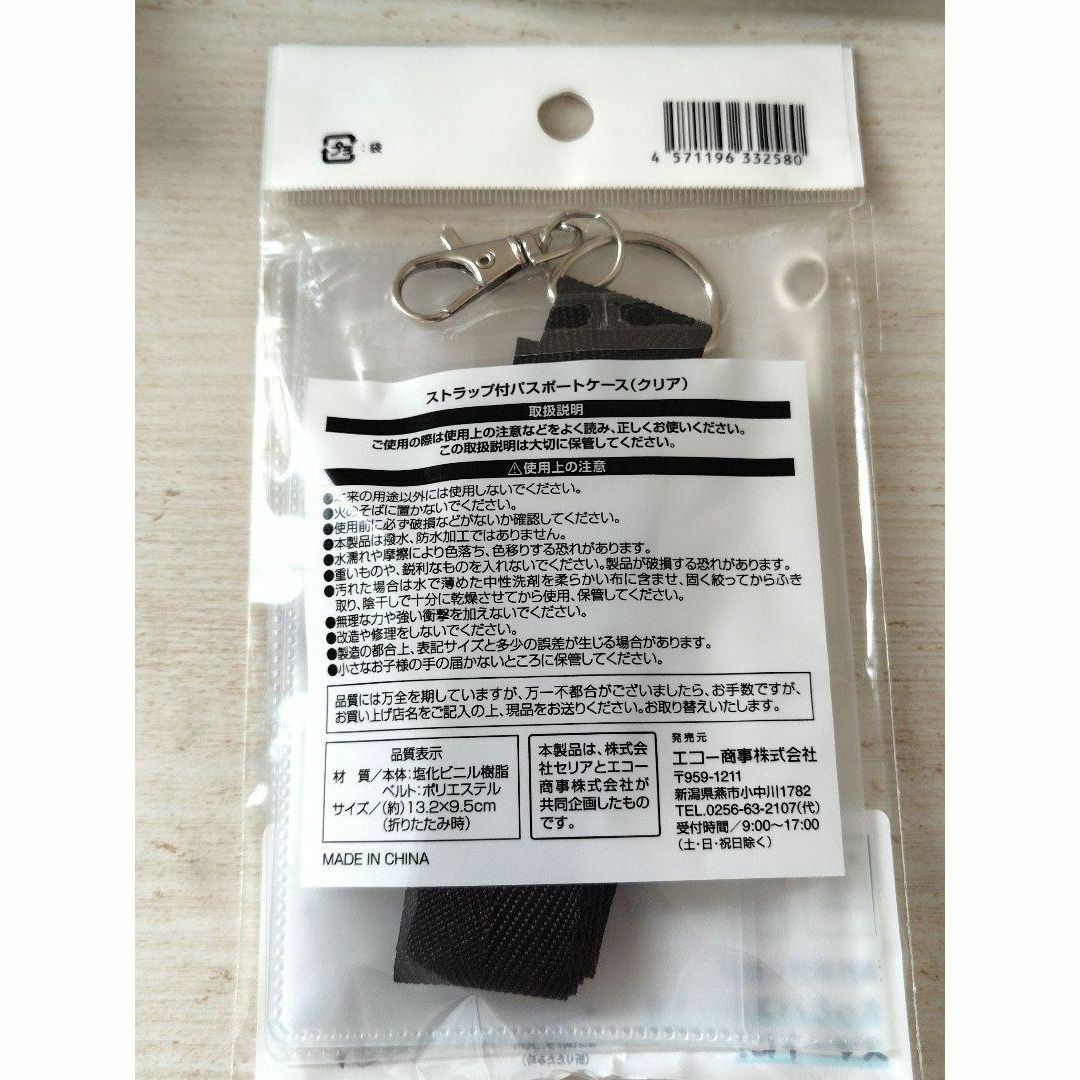 プラ
:袋
4 571196 332580
ストラップ付パスポートケース(クリア)
取扱説明
ご使用の際は使用上の注意などをよく読み、正しくお使いください。
この取扱説明は大切に保管してください。
⚠使用上の注意
●本来の用途以外には使用しないでください。
●火のそばに置かないでください。
●使用前に必ず破損などがないか確認してください。
●本製品は撥水、防水加工ではありません。
●水濡れや摩擦により色落ち、色移りする恐れがあります。
●重いものや、鋭利なものを入れないでください。製品が破損する恐れがあります。
●汚れた場合は水で薄めた中性洗剤を柔らかい布に含ませ、固く絞ってからふき
取り、陰干しで十分に乾燥させてから使用、保管してください。
●無理な力や強い衝撃を加えないでください。
●改造や修理をしないでください。
●製造の都合上、表記サイズと多少の誤差が生じる場合があります。
●小さなお子様の手の届かないところに保管してください。
品質には万全を期していますが、万一不都合がございましたら、お手数ですが、
お買い上げ店名をご記入の上、現品をお送りください。お取り替えいたします。
品質表示
材 質/本体:塩化ビニル樹脂
ベルト:ポリエステル
サイズ/(約)13.2×9.5cm
(折りたたみ時)
MADE IN CHINA
本製品は、株式会
社セリアとエコー
商事株式会社が
共同企画したもの
です。
発売元
エコー商事株式会社
〒959-1211
新潟県燕市小中川1782
TEL.0256-63-2107(代)
受付時間/9:00〜17:00
(土・日・祝日除く)
(折りたたみ時)